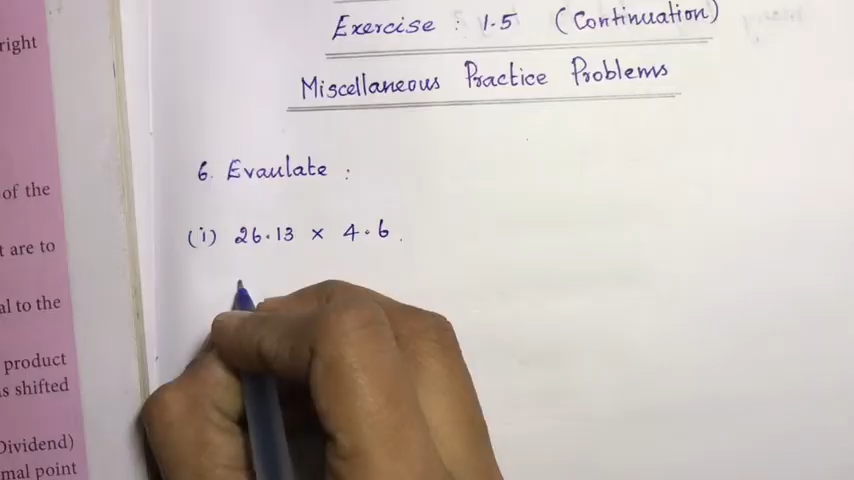 right
of the
t are to
al to the
product
s shifted
Dividend)
mal point
Exercise : 1.5 (Continuation)
Miscellaneous Practice Problems
6. Evaulate :
(i) 26.13 × 4.6.